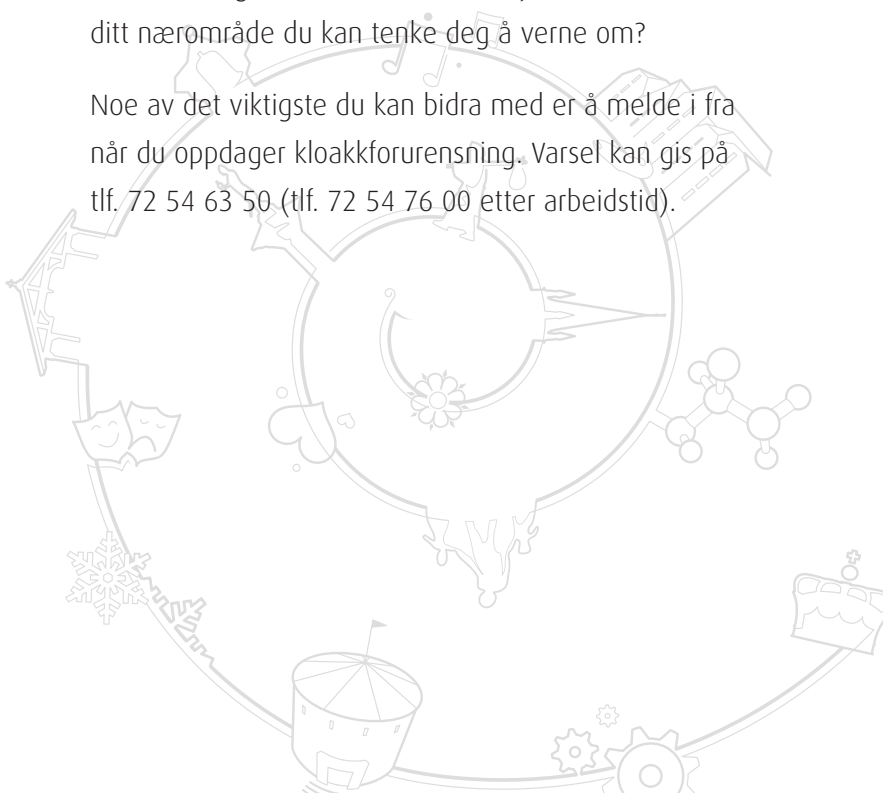 ditt nærområde du kan tenke deg å verne om?
Noe av det viktigste du kan bidra med er å melde i fra
når du oppdager kloakkforurensning. Varsel kan gis på
tlf. 72 54 63 50 (tlf. 72 54 76 00 etter arbeidstid).